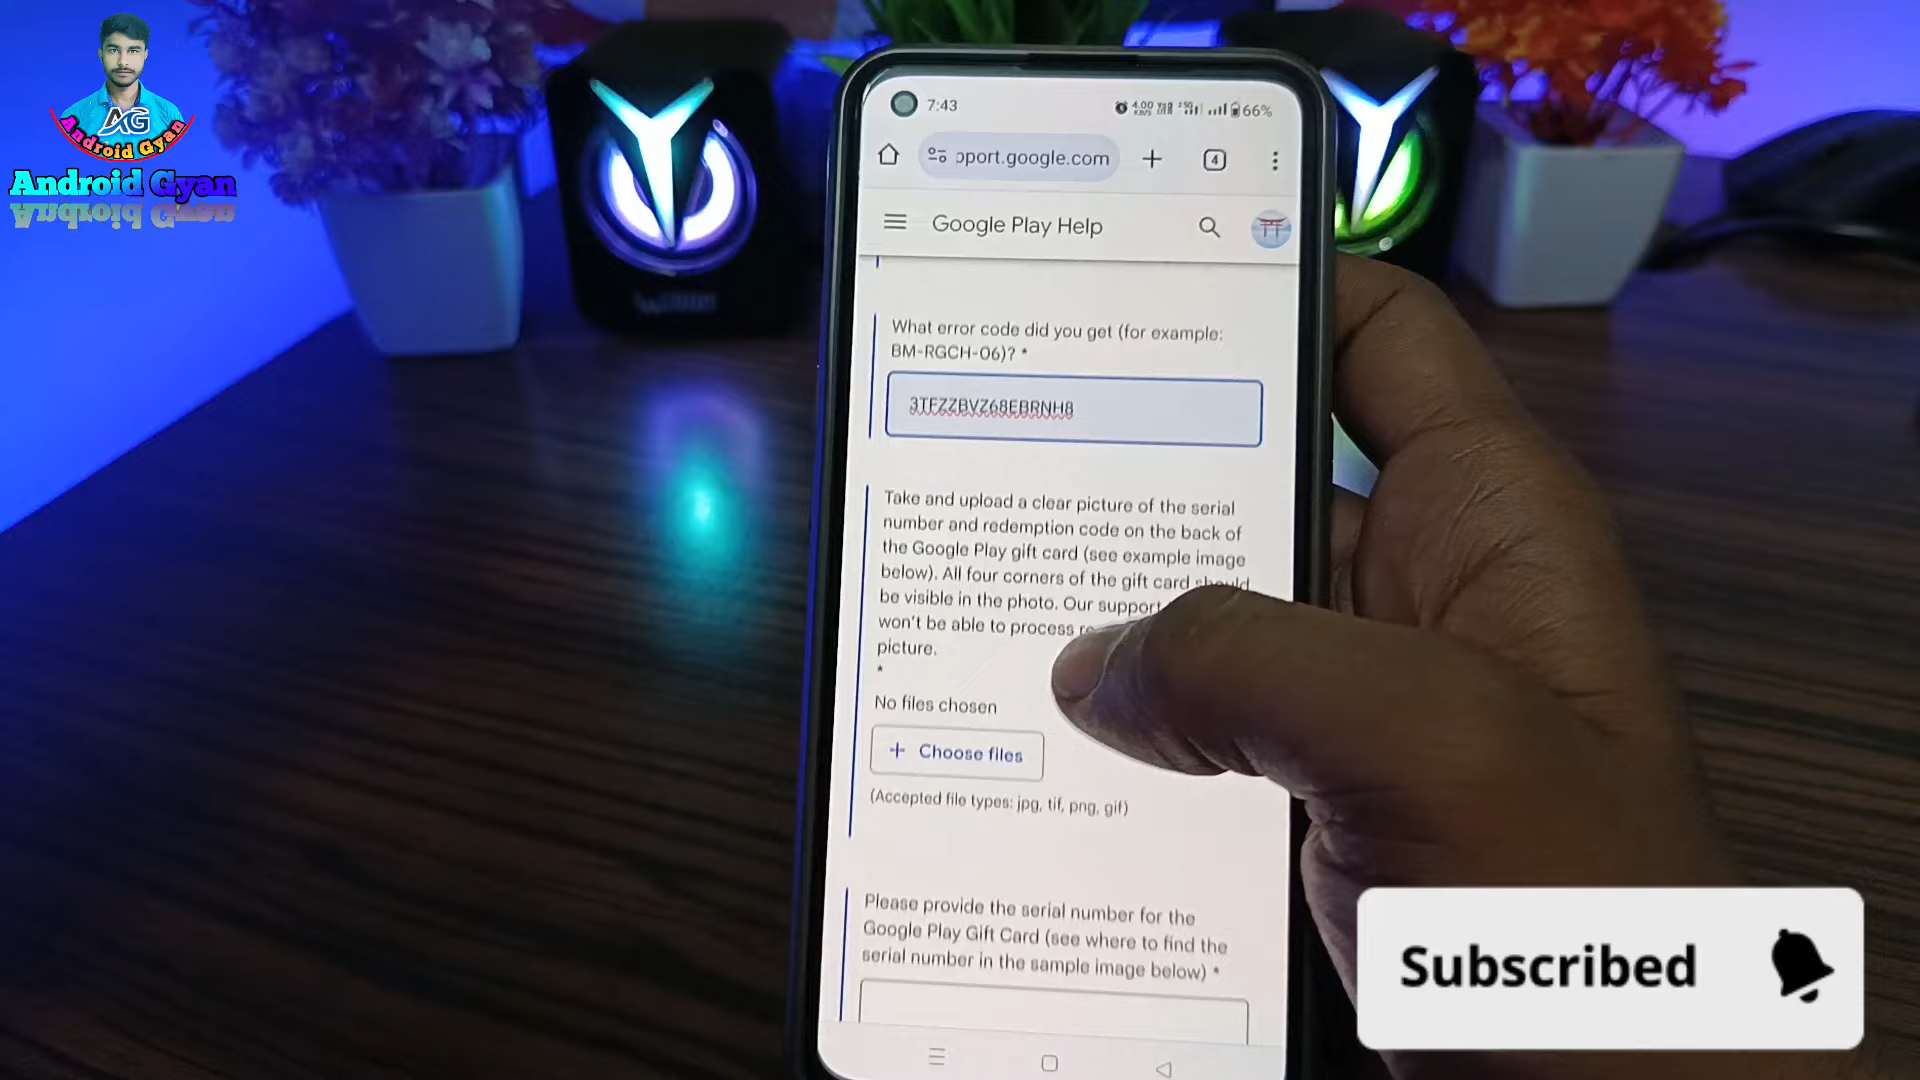 AG
Android Gyan
Android Gyan
7:43
4.00
KB/S
66%
pport.google.com
4
Google Play Help
What error code did you get (for example:
BM-RGCH-06)? *
3TFZZBVZ68EBRNH8
Take and upload a clear picture of the serial
number and redemption code on the back of
the Google Play gift card (see example image
below). All four corners of the gift card should
be visible in the photo. Our support
won't be able to process
picture.
*
No files chosen
+ Choose files
(Accepted file types: jpg, tif, png, gif)
Please provide the serial number for the
Google Play Gift Card (see where to find the
serial number in the sample image below) *
Subscribed